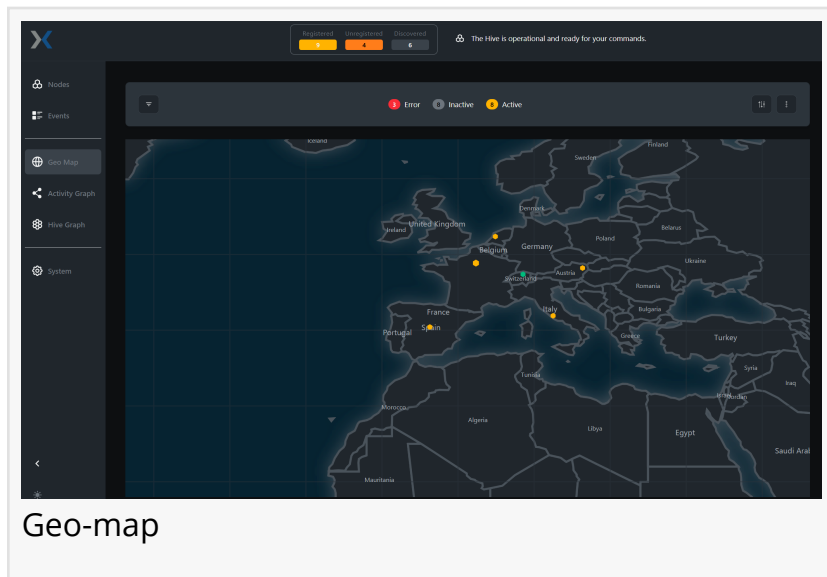 Registered Unregistered Discovered
9 4 6
The Hive is operational and ready for your commands.
Nodes
Events
Geo Map
Activity Graph
Hive Graph
System
3 Error 0 Inactive 8 Active
Iceland
Finland
Sweden
Denmark
United Kingdom
Ireland
Belarus
Poland
Belgium
Germany
Ukraine
Austria
Switzerland
Romania
France
Italy
Bulgaria
Portugal
Spain
Greece
Turkey
Syria
Tunisia
Iraq
Jordan
Morocco
Algeria
Libya
Egypt
Saudi Ara
Mauritania
Geo-map